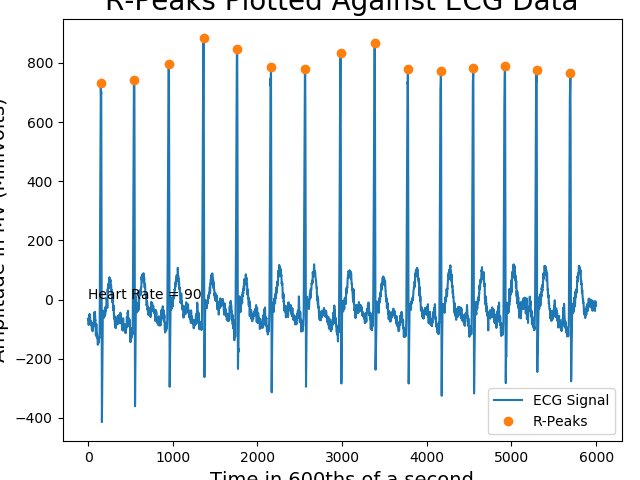 R-Peaks Plotted Against ECG Data
Amplitude in MV (Millivolts)
800
600
400
200
0
−200
−400
Heart Rate = 90
ECG Signal
R-Peaks
0 1000 2000 3000 4000 5000 6000
Time in 600ths of a second